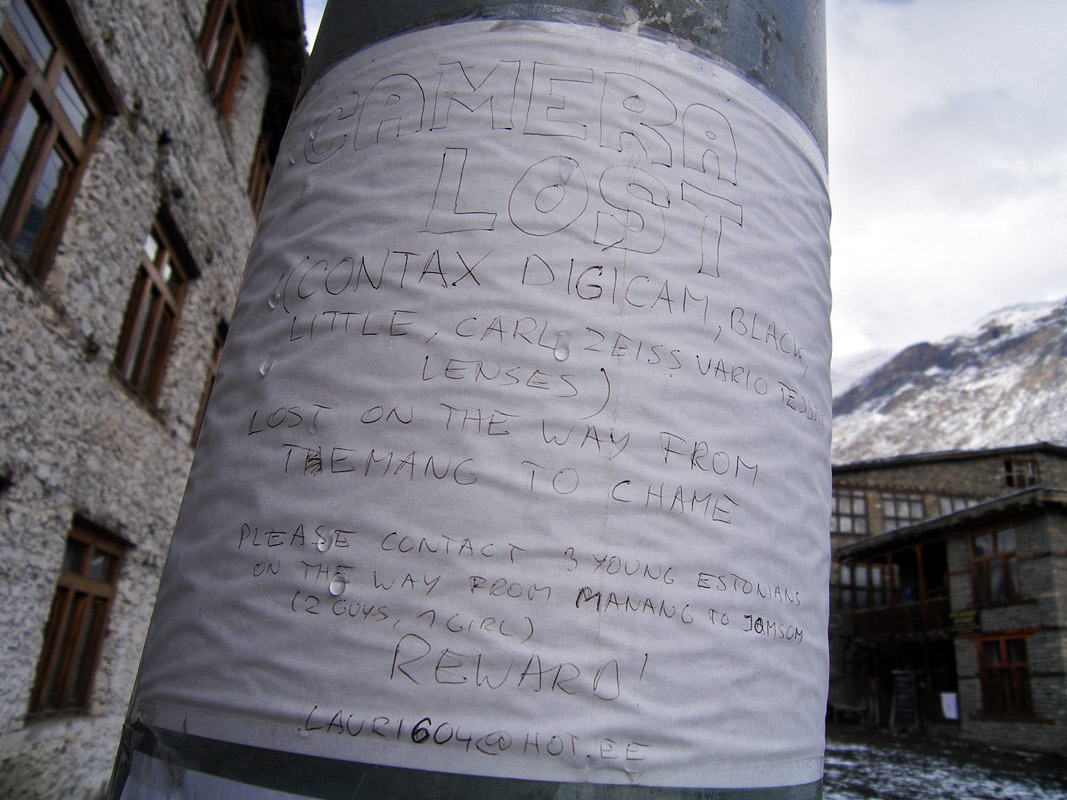 CAMERA
LOST
(CONTAX DIGICAM, BLACK,
LITTLE, CARL ZEISS VARIO TESSAR
LENSES)
LOST ON THE WAY FROM
THEMANG TO CHAME
PLEASE CONTACT 3 YOUNG ESTONIANS
ON THE WAY FROM MANANG TO JOMSOM
(2 GUYS, 1 GIRL)
REWARD!
LAURI604@HOT.EE